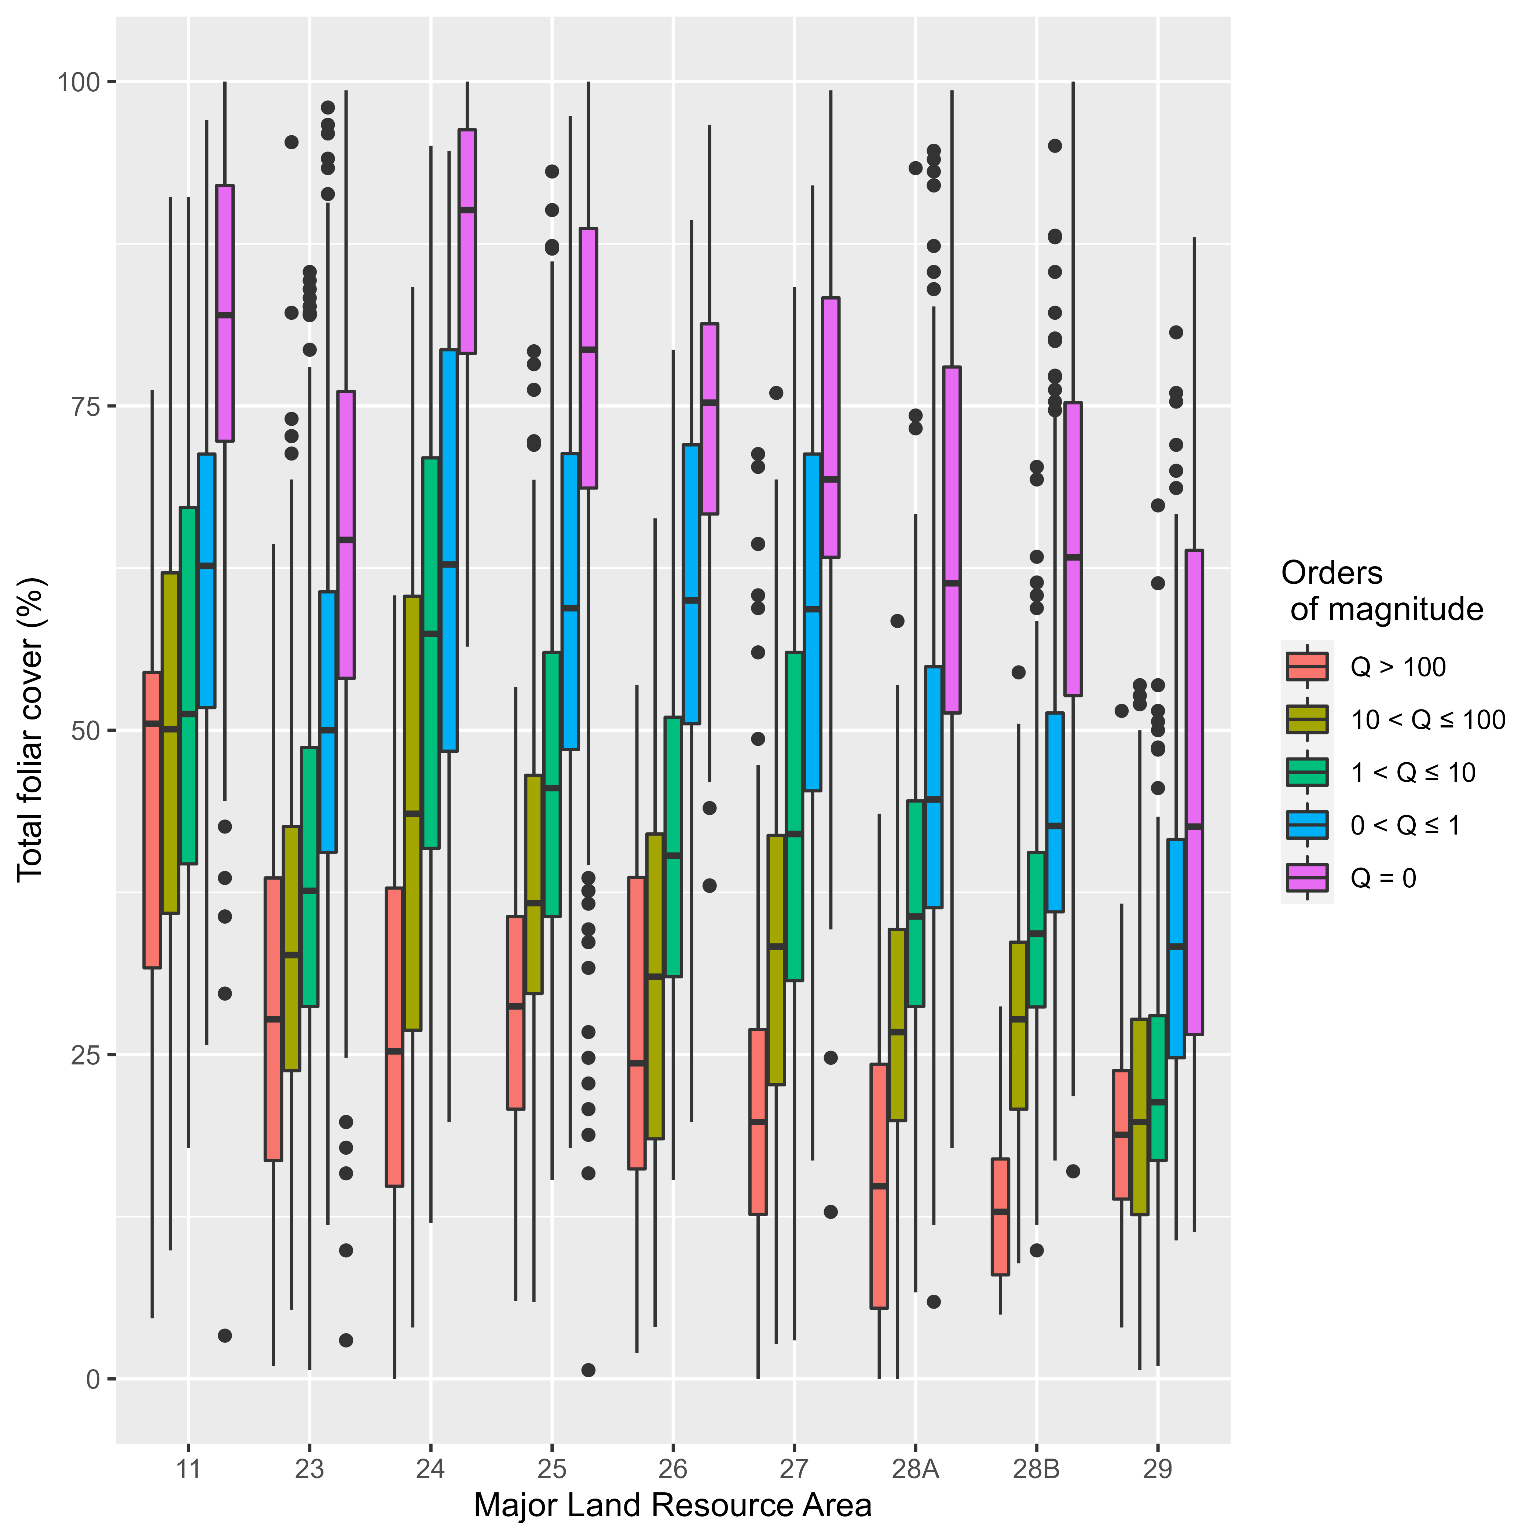 100
75
50
25
0
Total foliar cover (%)
11 23 24 25 26 27 28A 28B 29
Major Land Resource Area
Orders
of magnitude
Q > 100
10 < Q ≤ 100
1 < Q ≤ 10
0 < Q ≤ 1
Q = 0